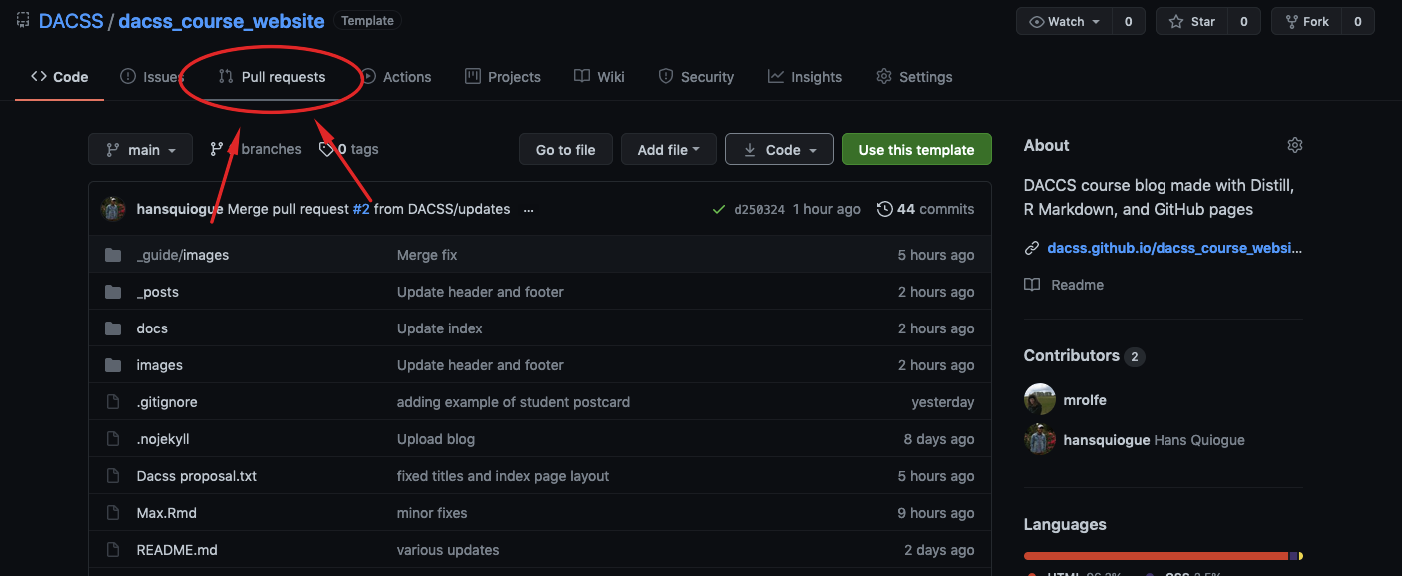 DACSS / dacss_course_website Template Watch 0 Star 0 Fork 0
Code Issues Pull requests Actions Projects Wiki Security Insights Settings
main branches 0 tags Go to file Add file Code Use this template
About
DACCS course blog made with Distill,
R Markdown, and GitHub pages
hansquiogue Merge pull request #2 from DACSS/updates ... d250324 1 hour ago 44 commits
dacss.github.io/dacss_course_websi...
_guide/images Merge fix 5 hours ago
Readme
_posts Update header and footer 2 hours ago
docs Update index 2 hours ago
Contributors 2
images Update header and footer 2 hours ago
mrolfe
.gitignore adding example of student postcard yesterday
hansquiogue Hans Quiogue
.nojekyll Upload blog 8 days ago
Dacss proposal.txt fixed titles and index page layout 5 hours ago
Max.Rmd minor fixes 9 hours ago
Languages
README.md various updates 2 days ago